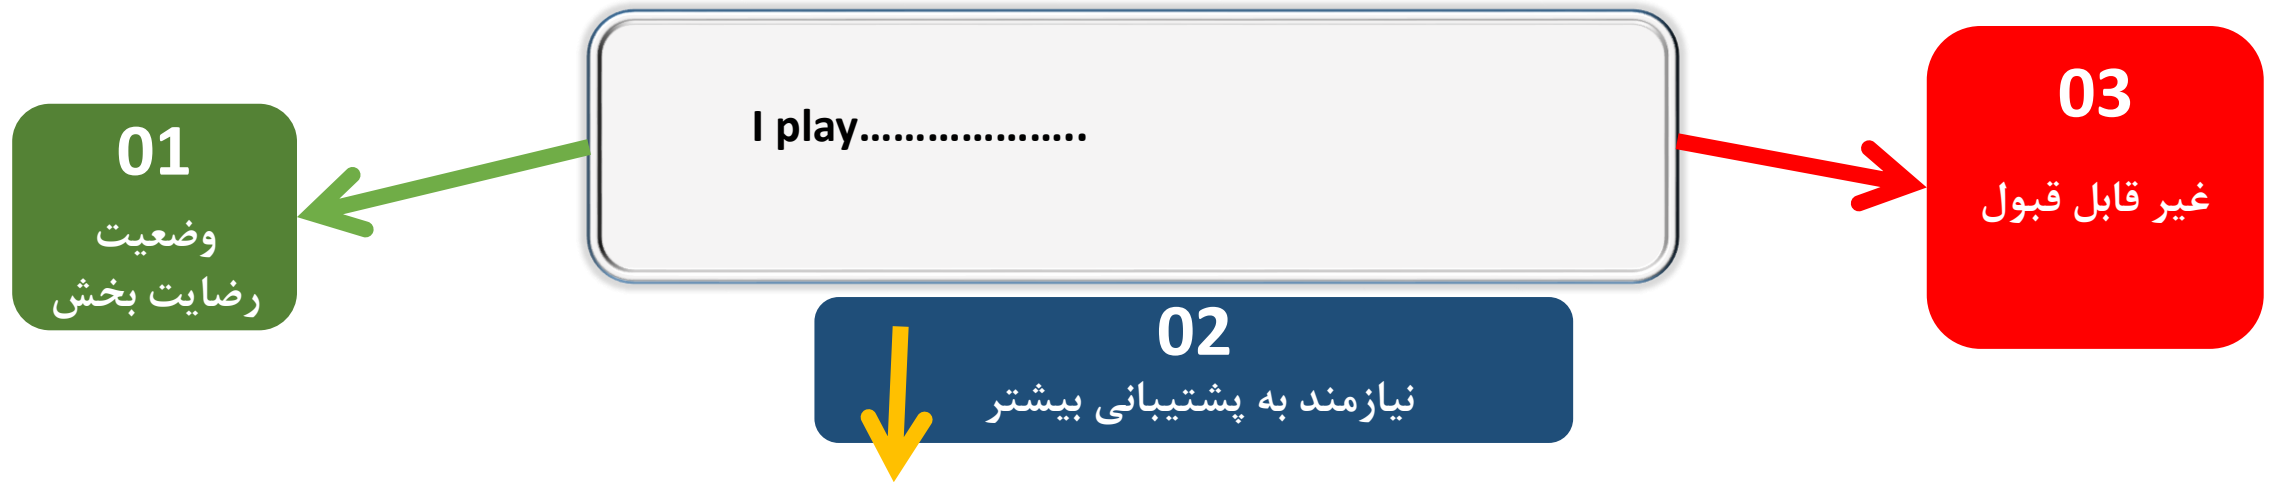 I play.....................
01
وضعیت
رضایت بخش
02
نیازمند به پشتیبانی بیشتر
03
غیر قابل قبول